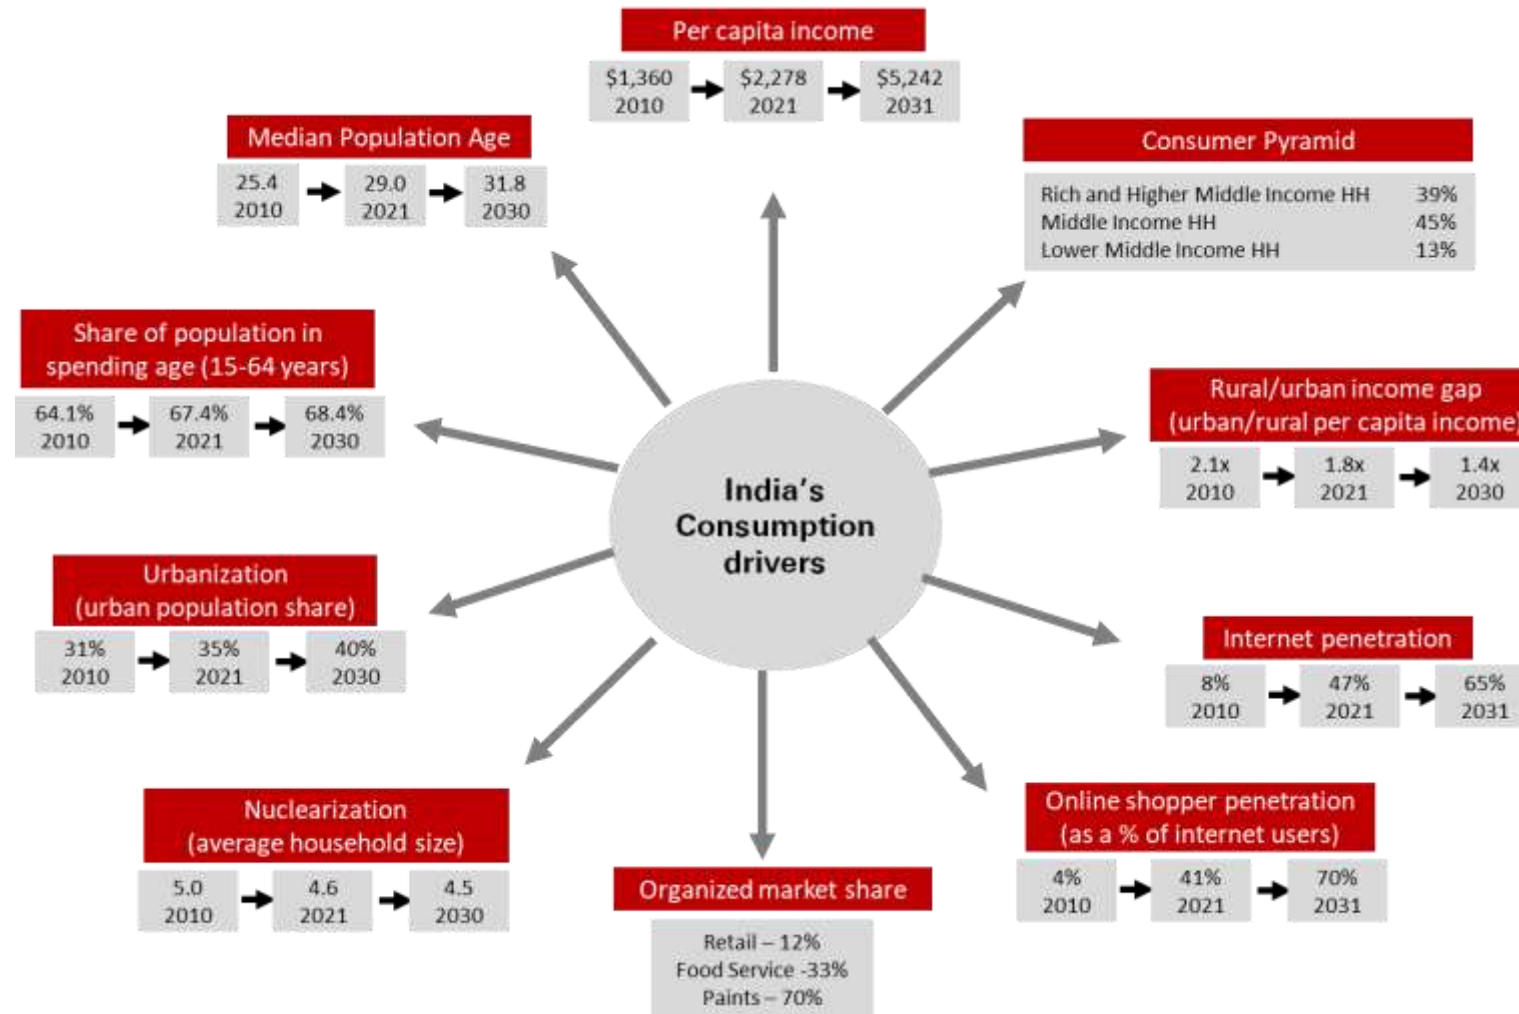 Per capita income
$1,360 $2,278 $5,242
2010 2021 2031
Median Population Age
25.4 29.0 31.8
2010 2021 2030
Consumer Pyramid
Rich and Higher Middle Income HH 39%
Middle Income HH 45%
Lower Middle Income HH 13%
Share of population in
spending age (15-64 years)
64.1% 67.4% 68.4%
2010 2021 2030
Rural/urban income gap
(urban/rural per capita income)
2.1x 1.8x 1.4x
2010 2021 2030
India's
Consumption
drivers
Urbanization
(urban population share)
31% 35% 40%
2010 2021 2030
Internet penetration
8% 47% 65%
2010 2021 2031
Nuclearization
(average household size)
5.0 4.6 4.5
2010 2021 2030
Online shopper penetration
(as a % of internet users)
4% 41% 70%
2010 2021 2031
Organized market share
Retail – 12%
Food Service -33%
Paints – 70%